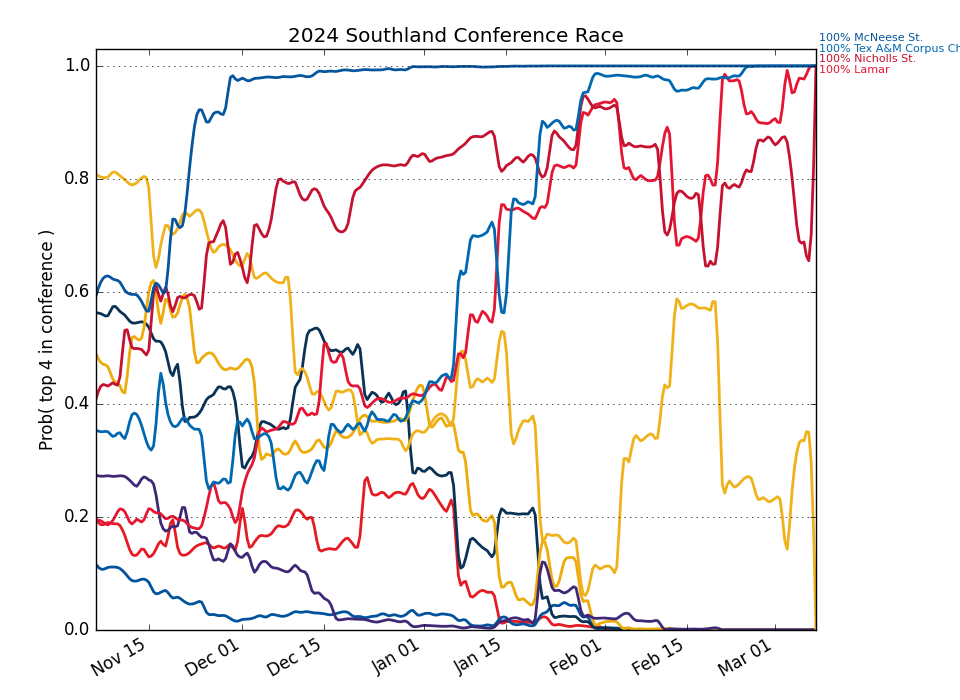 2024 Southland Conference Race
100% McNeese St.
100% Tex A&M Corpus Ch
100% Nicholls St.
100% Lamar
Prob( top 4 in conference )
1.0
0.8
0.6
0.4
0.2
0.0
Nov 15
Dec 01
Dec 15
Jan 01
Jan 15
Feb 01
Feb 15
Mar 01